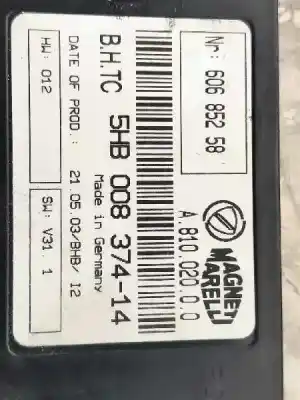 Nr: 606 852 58
MAGNETI
MARELLI
A.810.020.0.0
B.H.TC 5HB 008 374-14
Made in Germany
DATE OF PROD.: 21.05.03/BHB/ I2
HW: 012
SW: V31. 1